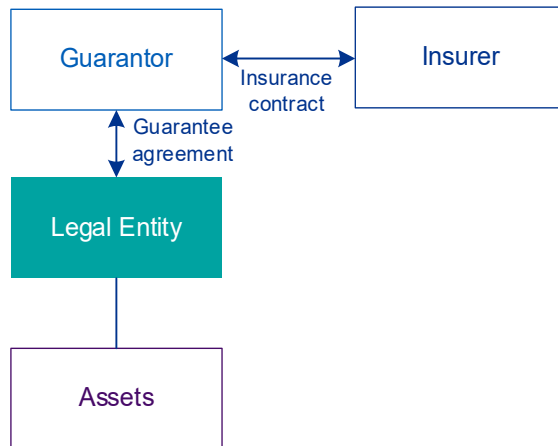 Guarantor
Insurer
Insurance
contract
Guarantee
agreement
Legal Entity
Assets